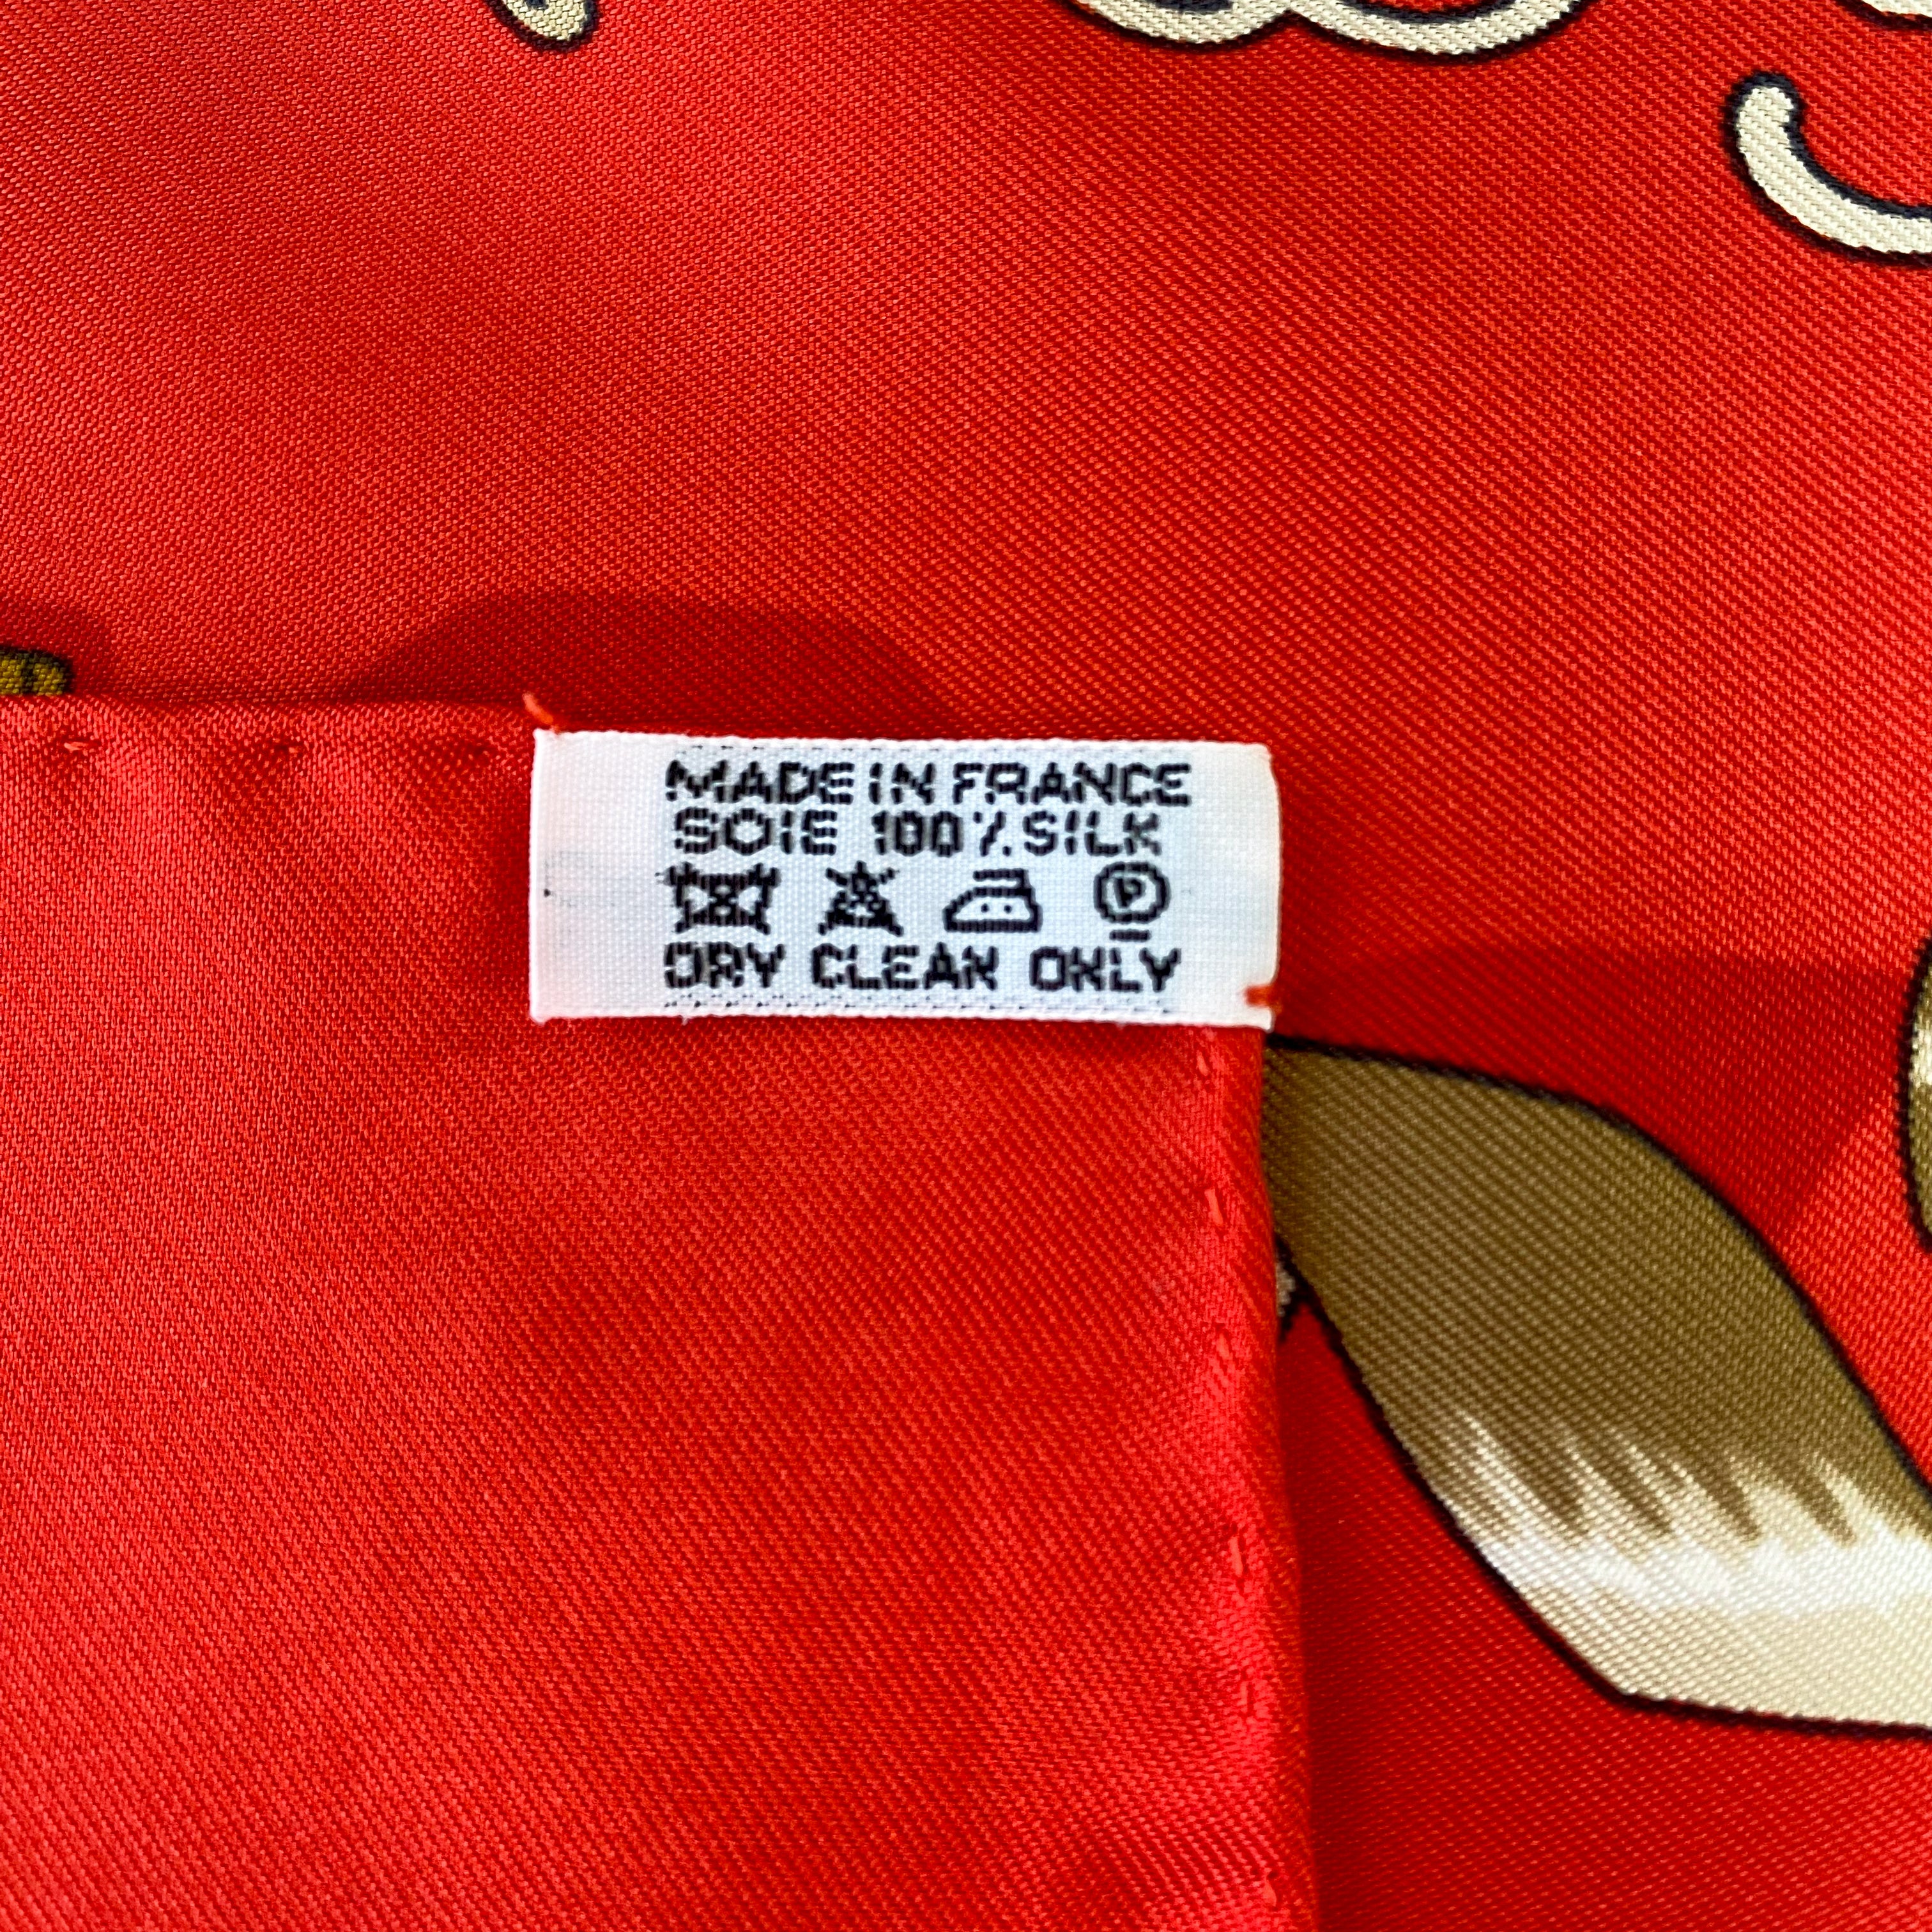 MADE IN FRANCE
SOIE 100% SILK
P
DRY CLEAN ONLY